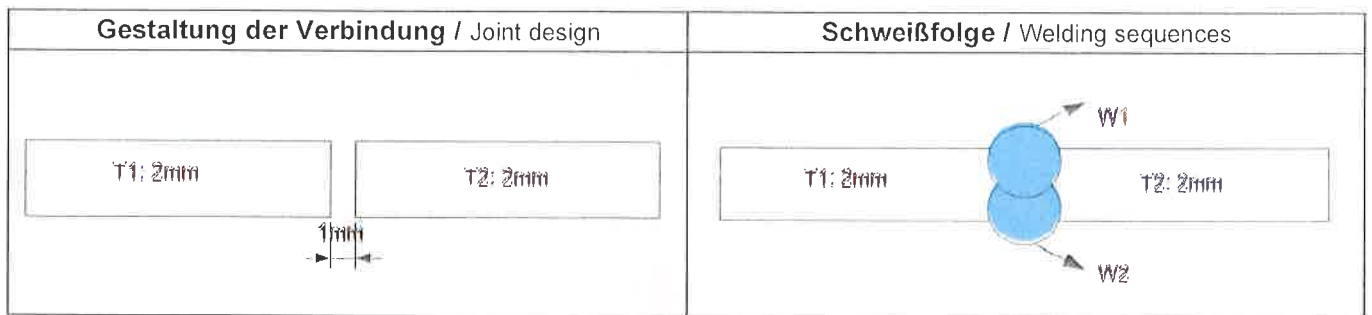 Gestaltung der Verbindung / Joint design
Schweißfolge / Welding sequences
T1: 2mm
T2: 2mm
1mm
W1
T1: 2mm
T2: 2mm
W2